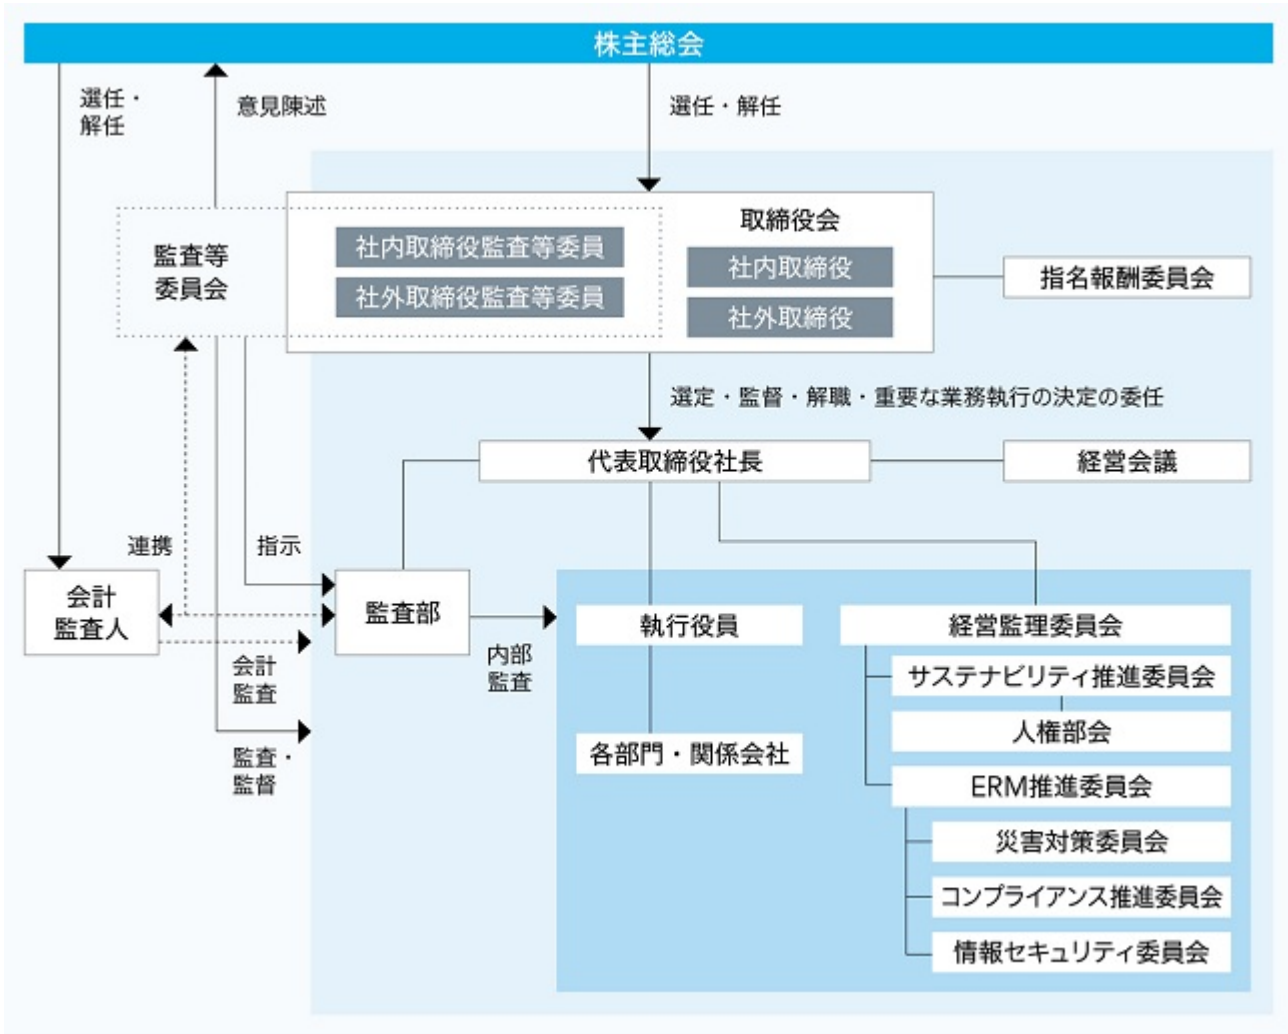 株主総会
選任・
解任
意見陳述
選任・解任
監査等
委員会
社内取締役監査等委員
社外取締役監査等委員
取締役会
社内取締役
社外取締役
指名報酬委員会
選定・監督・解職・重要な業務執行の決定の委任
代表取締役社長
経営会議
連携
指示
会計
監査人
監査部
会計
監査
内部
監査
監査・
監督
執行役員
各部門・関係会社
経営監理委員会
サステナビリティ推進委員会
人権部会
ERM推進委員会
災害対策委員会
コンプライアンス推進委員会
情報セキュリティ委員会